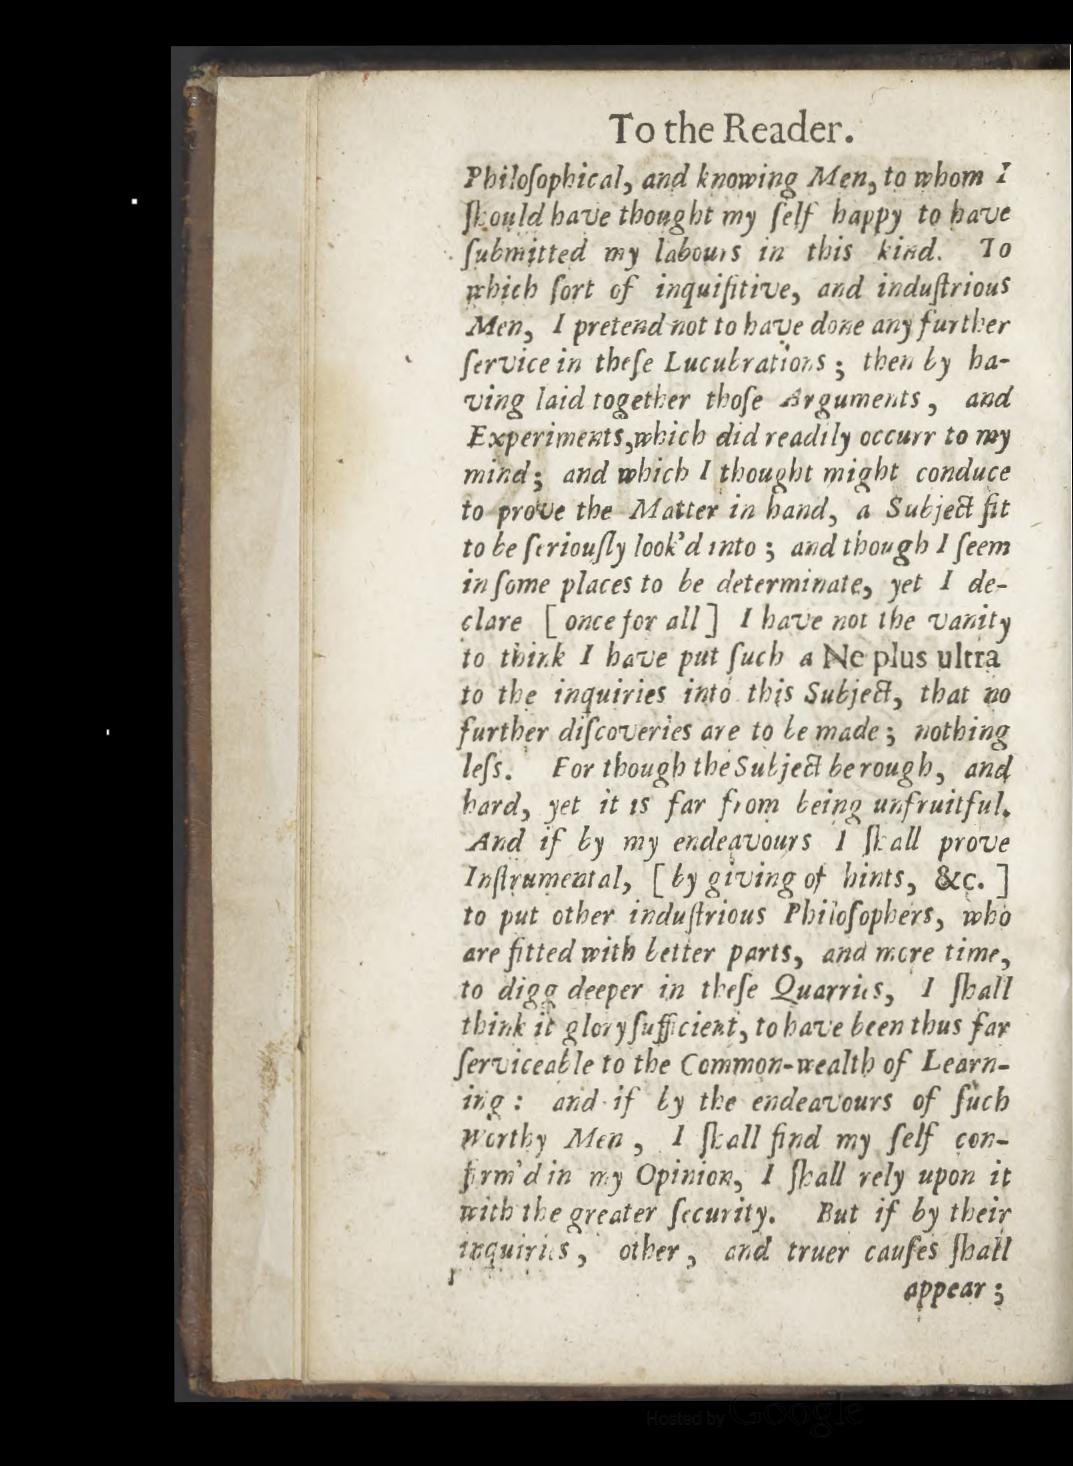 To the Reader.
Philoſophical, and knowing Men, to whom I
ſhould have thought my ſelf happy to have
ſubmitted my labours in this kind. To
which ſort of inquiſitive, and induſtrious
Men, I pretend not to have done any further
ſervice in theſe Lucubrations ; then by ha-
ving laid together thoſe Arguments , and
Experiments,which did readily occurr to my
mind ; and which I thought might conduce
to prove the Matter in hand, a Subject fit
to be ſeriouſly look'd into ; and though I ſeem
in ſome places to be determinate, yet I de-
clare [ once for all ] I have not the vanity
to think I have put ſuch a Ne plus ultra
to the inquiries into this Subject, that no
further diſcoveries are to be made ; nothing
leſs. For though the Subject be rough, and
hard, yet it is far from being unfruitful.
And if by my endeavours I ſhall prove
Inſtrumental, [ by giving of hints, &c. ]
to put other induſtrious Philoſophers, who
are fitted with better parts, and more time,
to digg deeper in theſe Quarries, I ſhall
think it glory ſufficient, to have been thus far
ſerviceable to the Common-wealth of Learn-
ing : and if by the endeavours of ſuch
Worthy Men , I ſhall find my ſelf con-
firm'd in my Opinion, I ſhall rely upon it
with the greater ſecurity. But if by their
inquiries , other , and truer cauſes ſhall
appear ;
Hosted by Google